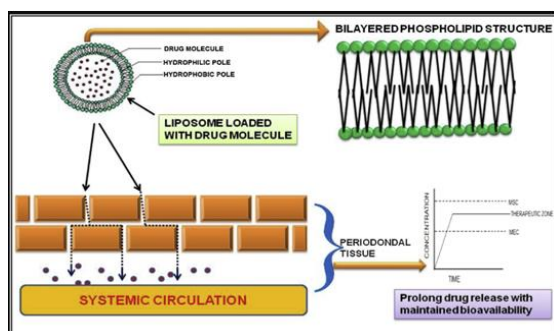 BILAYERED PHOSPHOLIPID STRUCTURE
DRUG MOLECULE
HYDROPHILIC POLE
HYDROPHOBIC POLE
LIPOSOME LOADED
WITH DRUG MOLECULE
PERIODONDAL
TISSUE
SYSTEMIC CIRCULATION
CONCENTRATION
MSC
THERAPEUTIC ZONE
MEC
TIME
Prolong drug release with
maintained bioavailability